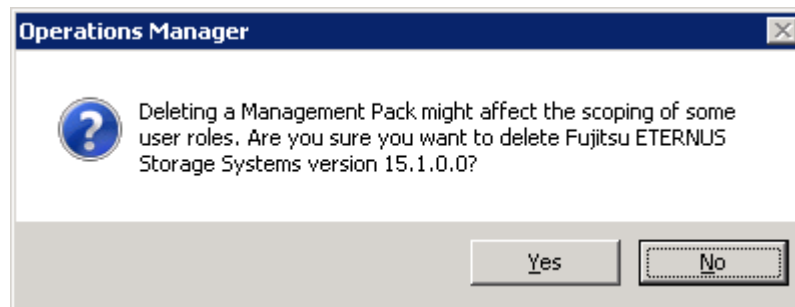 Operations Manager
Deleting a Management Pack might affect the scoping of some
user roles. Are you sure you want to delete Fujitsu ETERNUS
Storage Systems version 15.1.0.0?
Yes
No